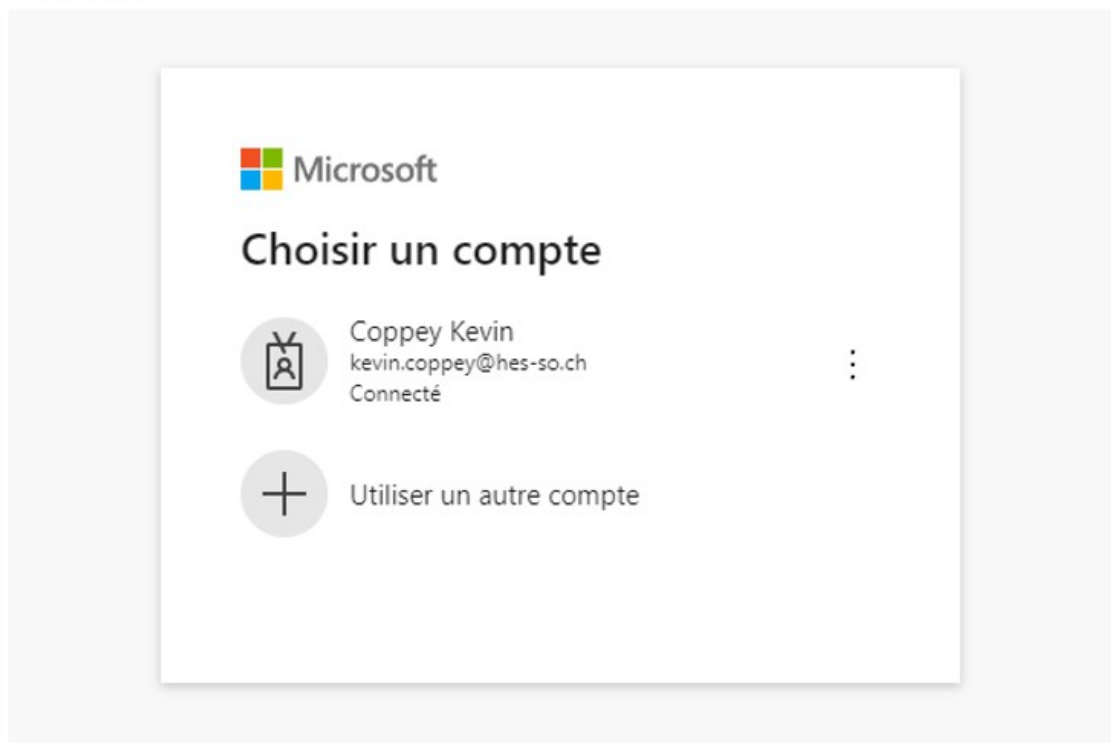 Microsoft
Choisir un compte
Coppey Kevin
kevin.coppey@hes-so.ch
Connecté
Utiliser un autre compte